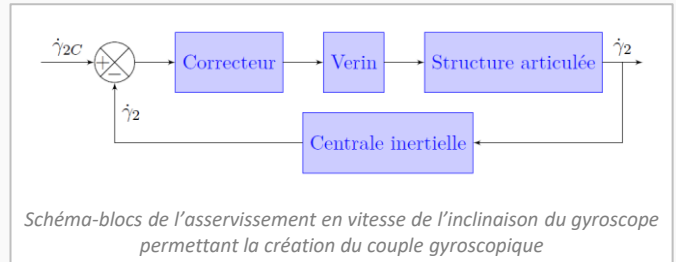 γ̇₂C
γ̇₂
+
−
Correcteur
Verin
Structure articulée
γ̇₂
Centrale inertielle
Schéma-blocs de l'asservissement en vitesse de l'inclinaison du gyroscope
permettant la création du couple gyroscopique